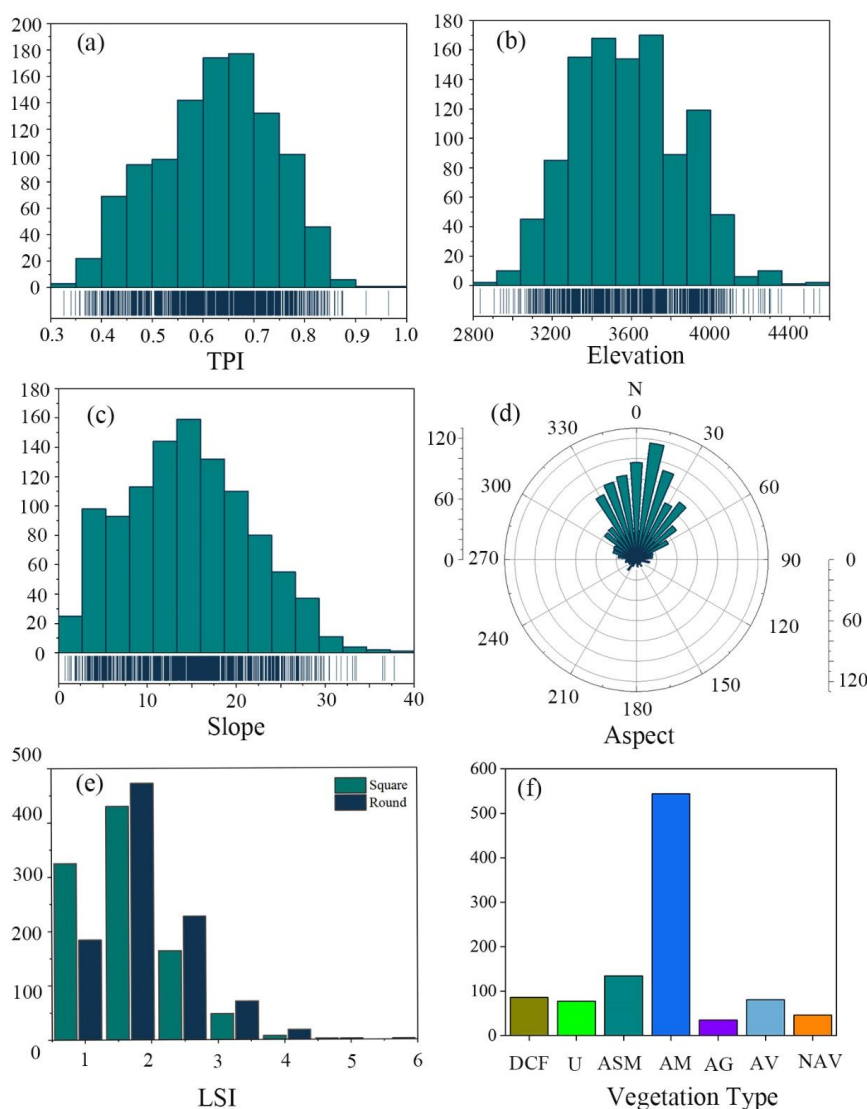 (a)
200
180
160
140
120
100
80
60
40
20
0
0.3 0.4 0.5 0.6 0.7 0.8 0.9 1.0
TPI
(b)
180
160
140
120
100
80
60
40
20
0
2800 3200 3600 4000 4400
Elevation
(c)
180
160
140
120
100
80
60
40
20
0
0 10 20 30 40
Slope
(d)
N
0
330 30
300 60
270 90
240 120
210 150
180
120
60
0
0
60
120
Aspect
(e)
500
400
300
200
100
0
Square
Round
1 2 3 4 5 6
LSI
(f)
600
500
400
300
200
100
0
DCF U ASM AM AG AV NAV
Vegetation Type